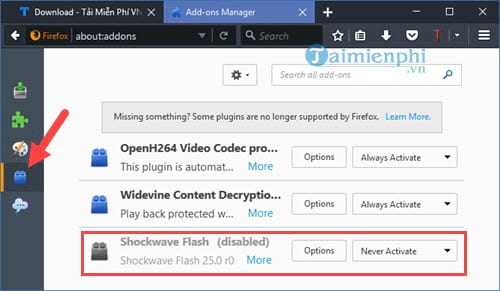 Download - Tải Miễn Phí VN
Add-ons Manager
Firefox about:addons
Taimienphi
.vn
Search all add-ons
Missing something? Some plugins are no longer supported by Firefox. Learn More.
OpenH264 Video Codec pro... Options Always Activate
This plugin is automat... More
Widevine Content Decryptio... Options Always Activate
Play back protected w... More
Shockwave Flash (disabled) Options Never Activate
Shockwave Flash 25.0 r0 More